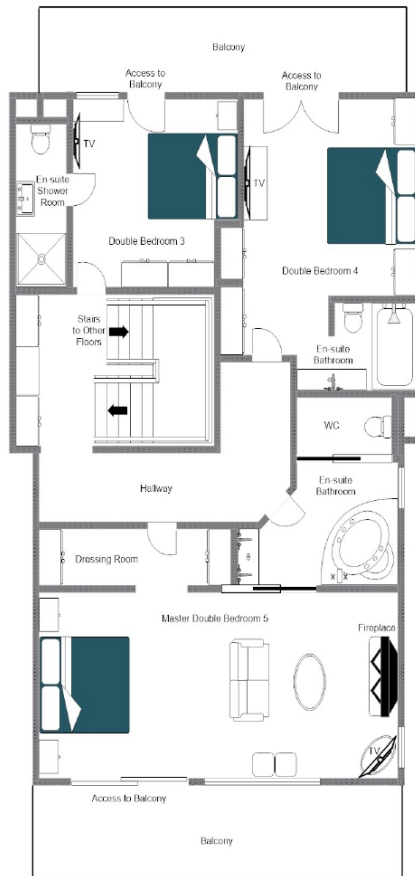 Balcony
Access to
Balcony
Access to
Balcony
TV
En-suite
Shower
Room
TV
Double Bedroom 3
Double Bedroom 4
Stairs
to Other
Floors
En-suite
Bathroom
WC
Hallway
En-suite
Bathroom
Dressing Room
Master Double Bedroom 5
Fireplace
TV
Access to Balcony
Balcony